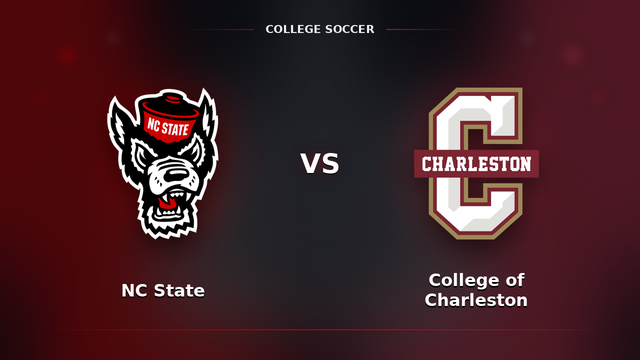 COLLEGE SOCCER
NC STATE
CHARLESTON
VS
NC State
College of
Charleston